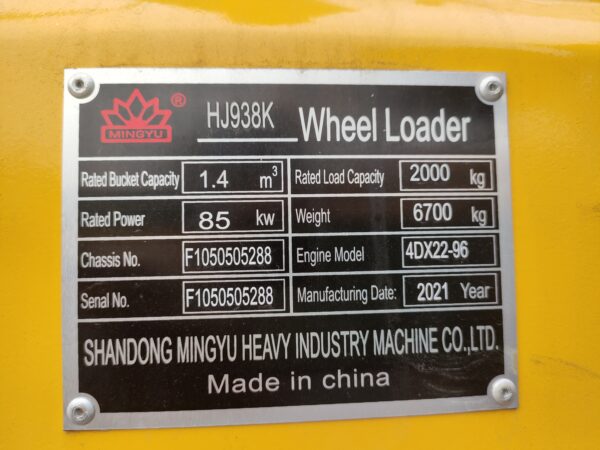 MINGYU ® HJ938K Wheel Loader
Rated Bucket Capacity 1.4 m³ Rated Load Capacity 2000 kg
Rated Power 85 kw Weight 6700 kg
Chassis No. F1050505288 Engine Model 4DX22-96
Serial No. F1050505288 Manufacturing Date: 2021 Year
SHANDONG MINGYU HEAVY INDUSTRY MACHINE CO.,LTD.
Made in china